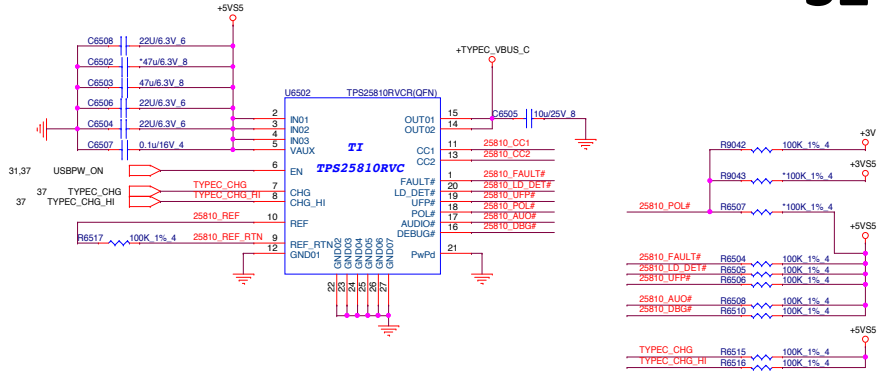 +5VS5
C6508 22U/6.3V_6
C6502 *47u/6.3V_8
C6503 47u/6.3V_8
C6506 22U/6.3V_6
C6504 22U/6.3V_6
C6507 0.1u/16V_4
+TYPEC_VBUS_C
U6502 TPS25810RVCR(QFN)
TI
TPS25810RVC
2 IN01
3 IN02
4 IN03
5 VAUX
31,37 USBPW_ON 6 EN
37 TYPEC_CHG TYPEC_CHG 7 CHG
37 TYPEC_CHG_HI TYPEC_CHG_HI 8 CHG_HI
25810_REF 10 REF
R6517 100K_1%_4 25810_REF_RTN 9 REF_RTN
12 GND01
GND02 22
GND03 23
GND04 24
GND05 25
GND06 26
GND07 27
OUT01 15
OUT02 14
C6505 10u/25V_8
CC1 11 25810_CC1
CC2 13 25810_CC2
FAULT# 1 25810_FAULT#
LD_DET# 20 25810_LD_DET#
UFP# 19 25810_UFP#
POL# 18 25810_POL#
AUDIO# 17 25810_AUO#
DEBUG# 16 25810_DBG#
PwPd 21
+3V
R9042 100K_1%_4
+3VS5
R9043 *100K_1%_4
25810_POL# R6507 *100K_1%_4
+5VS5
25810_FAULT# R6504 100K_1%_4
25810_LD_DET# R6505 100K_1%_4
25810_UFP# R6506 100K_1%_4
25810_AUO# R6508 100K_1%_4
25810_DBG# R6510 100K_1%_4
+5VS5
TYPEC_CHG R6515 100K_1%_4
TYPEC_CHG_HI R6516 100K_1%_4